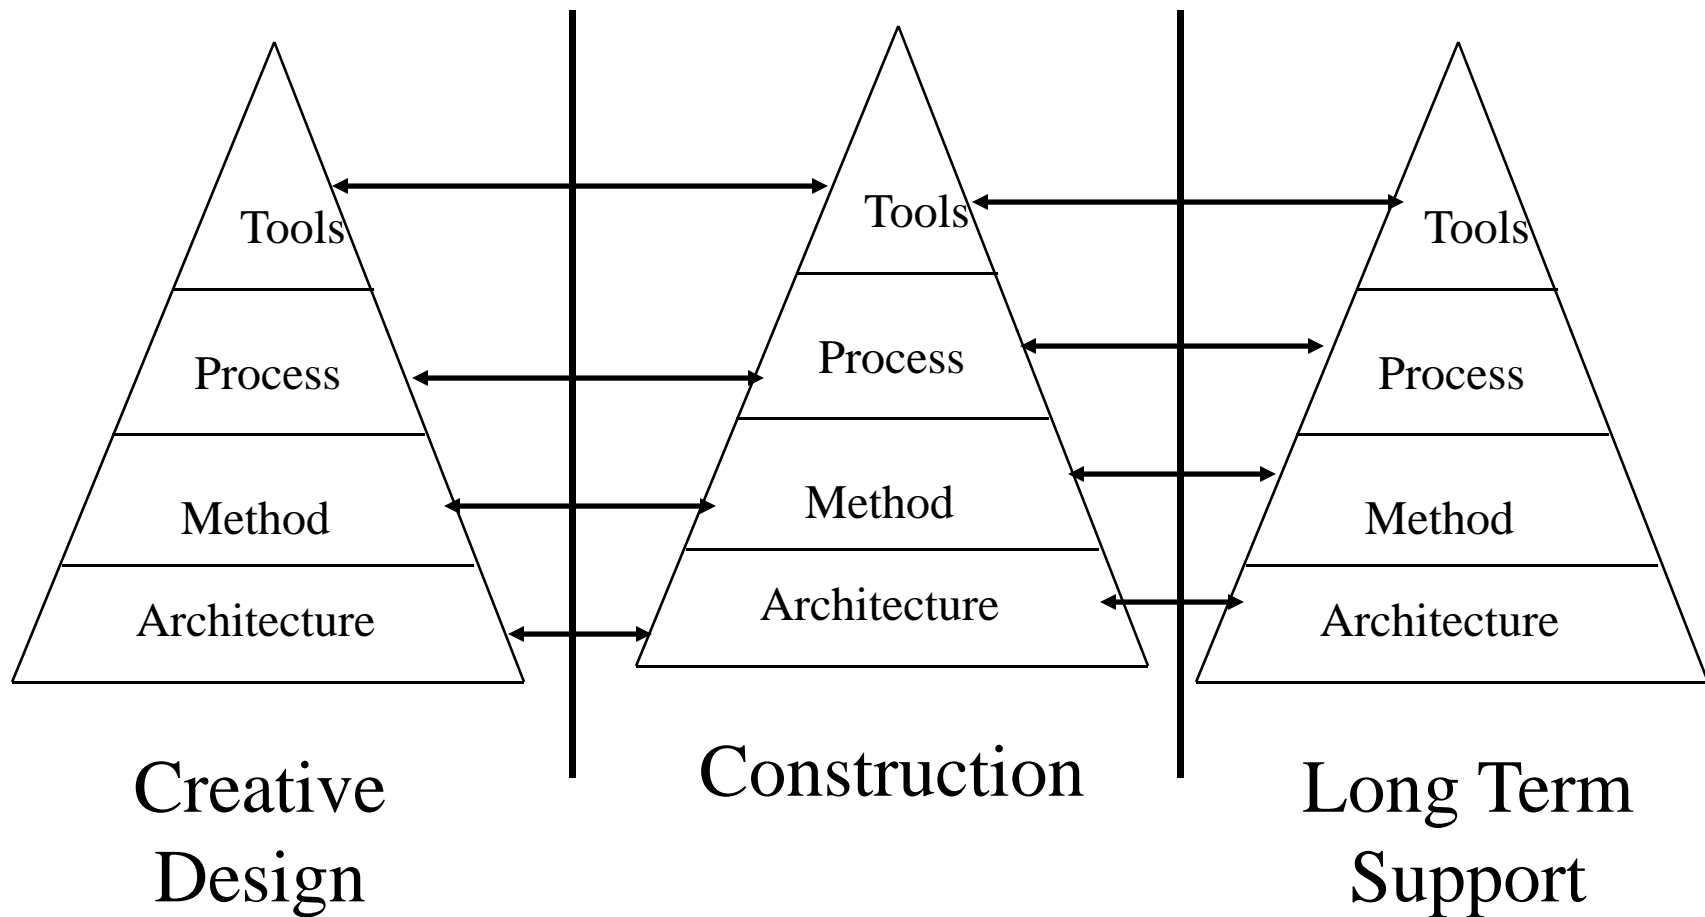 Tools
Process
Method
Architecture
Creative
Design
Tools
Process
Method
Architecture
Construction
Tools
Process
Method
Architecture
Long Term
Support